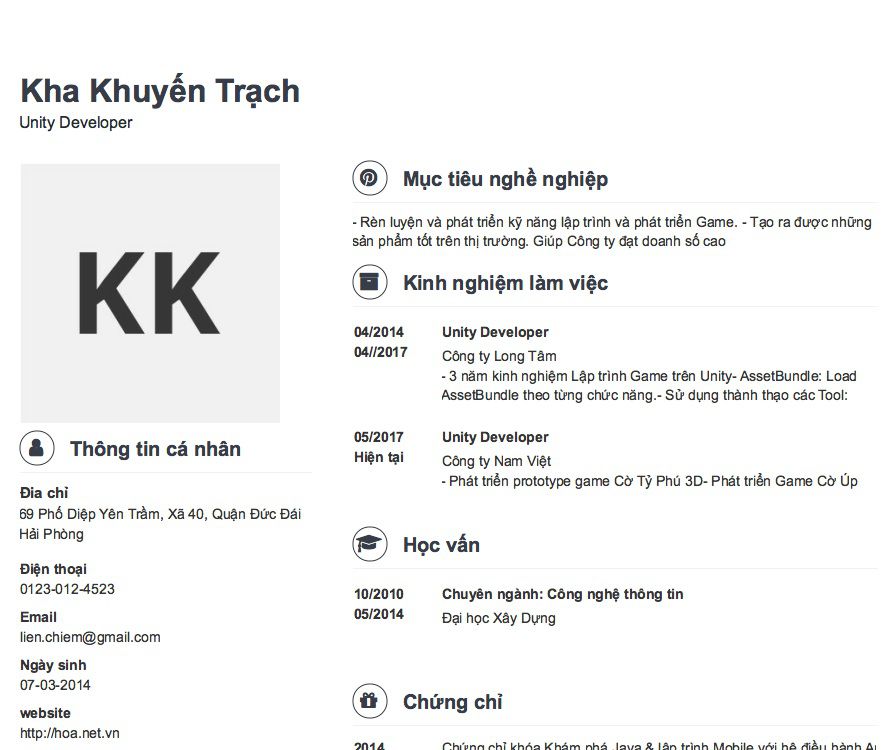 Kha Khuyến Trạch
Unity Developer
KK
Thông tin cá nhân
Đia chỉ
69 Phố Diệp Yên Trầm, Xã 40, Quận Đức Đái
Hải Phòng
Điện thoại
0123-012-4523
Email
lien.chiem@gmail.com
Ngày sinh
07-03-2014
website
http://hoa.net.vn
Mục tiêu nghề nghiệp
- Rèn luyện và phát triển kỹ năng lập trình và phát triển Game. - Tạo ra được những
sản phẩm tốt trên thị trường. Giúp Công ty đạt doanh số cao
Kinh nghiệm làm việc
04/2014 Unity Developer
04//2017 Công ty Long Tâm
- 3 năm kinh nghiệm Lập trình Game trên Unity- AssetBundle: Load
AssetBundle theo từng chức năng.- Sử dụng thành thạo các Tool:
05/2017 Unity Developer
Hiện tại Công ty Nam Việt
- Phát triển prototype game Cờ Tỷ Phú 3D- Phát triển Game Cờ Úp
Học vấn
10/2010 Chuyên ngành: Công nghệ thông tin
05/2014 Đại học Xây Dựng
Chứng chỉ
2014 Chứng chỉ khóa Khám phá Java & lập trình Mobile với hệ điều hành